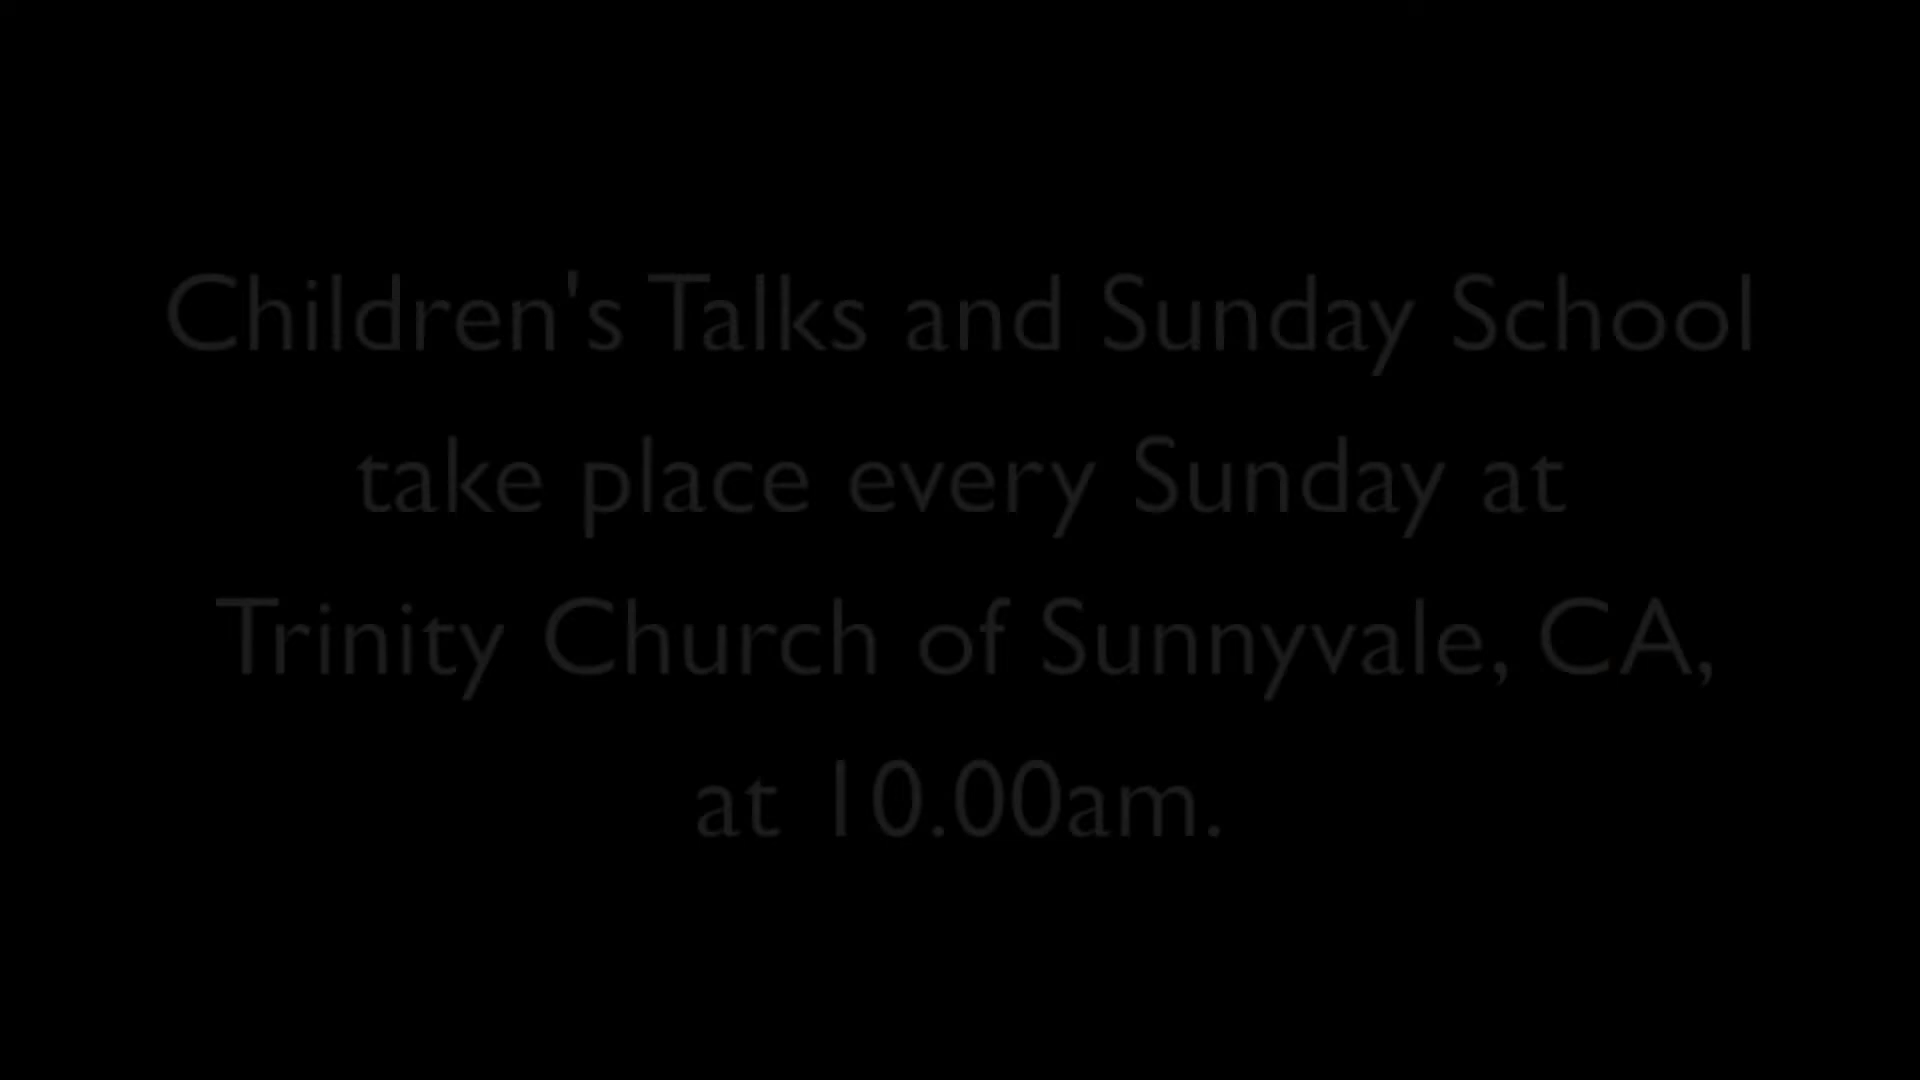 Children's Talks and Sunday School
take place every Sunday at
Trinity Church of Sunnyvale, CA,
at 10.00am.